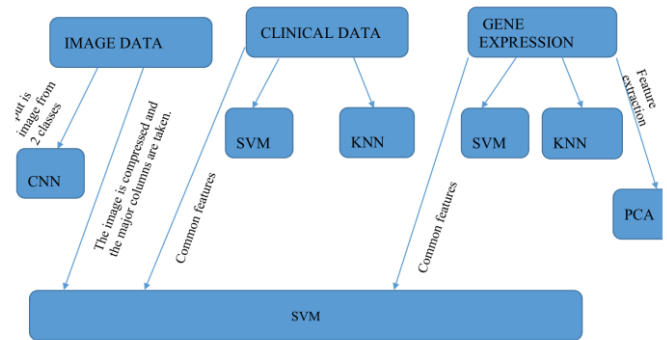 IMAGE DATA
CLINICAL DATA
GENE
EXPRESSION
is
image from
2 classes
The image is compressed and
the major columns are taken.
Common features
Common features
Feature
extraction
CNN
SVM
KNN
SVM
KNN
PCA
SVM